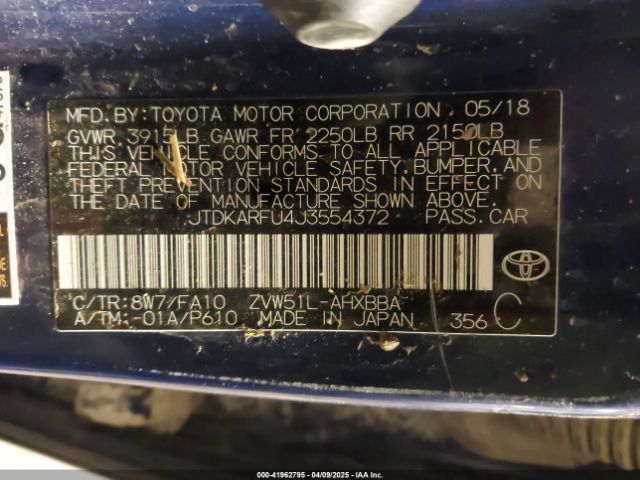 MFD. BY: TOYOTA MOTOR CORPORATION 05/18
GVWR 3915LB GAWR FR 2250LB RR 2150LB
THIS VEHICLE CONFORMS TO ALL APPLICABLE
FEDERAL MOTOR VEHICLE SAFETY, BUMPER, AND
THEFT PREVENTION STANDARDS IN EFFECT ON
THE DATE OF MANUFACTURE SHOWN ABOVE.
JTDKARFU4J3554372 PASS. CAR
C/TR: 8W7/FA10 ZVW51L-AHXBBA
A/TM: -01A/P610 MADE IN JAPAN 356 C
000-41962795 | 04/09/2025 | IAA Inc.